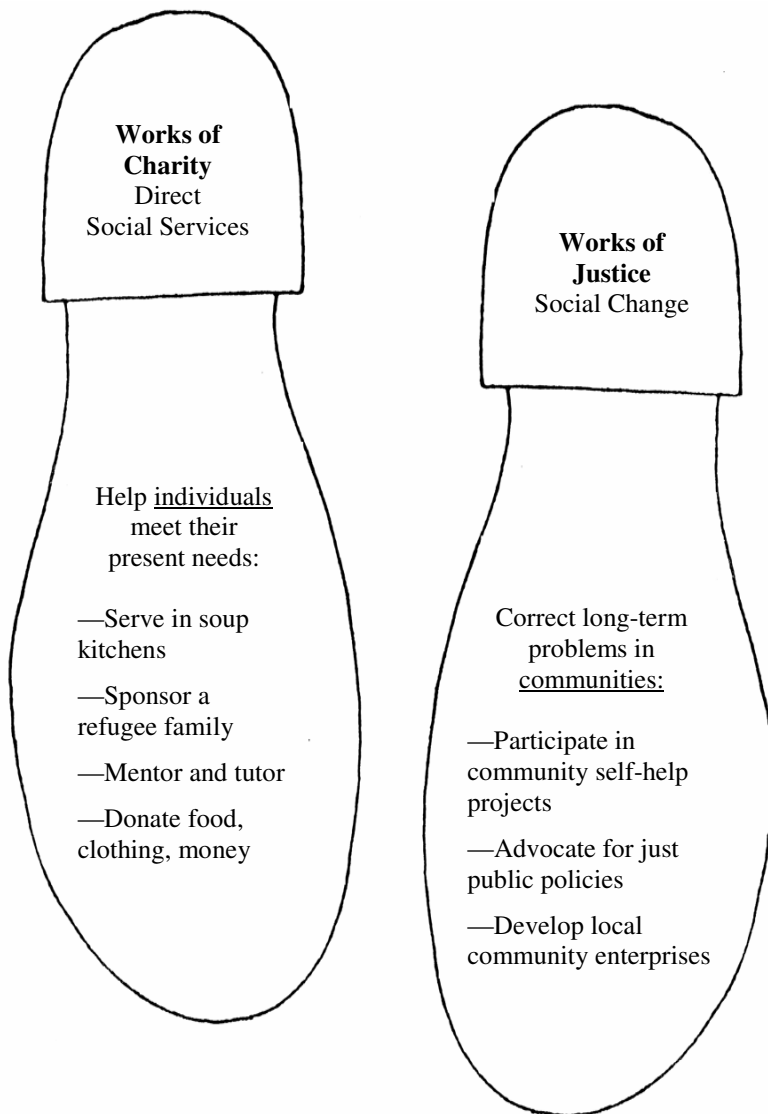 Works of
Charity
Direct
Social Services
Help individuals
meet their
present needs:
—Serve in soup
kitchens
—Sponsor a
refugee family
—Mentor and tutor
—Donate food,
clothing, money
Works of
Justice
Social Change
Correct long-term
problems in
communities:
—Participate in
community self-help
projects
—Advocate for just
public policies
—Develop local
community enterprises